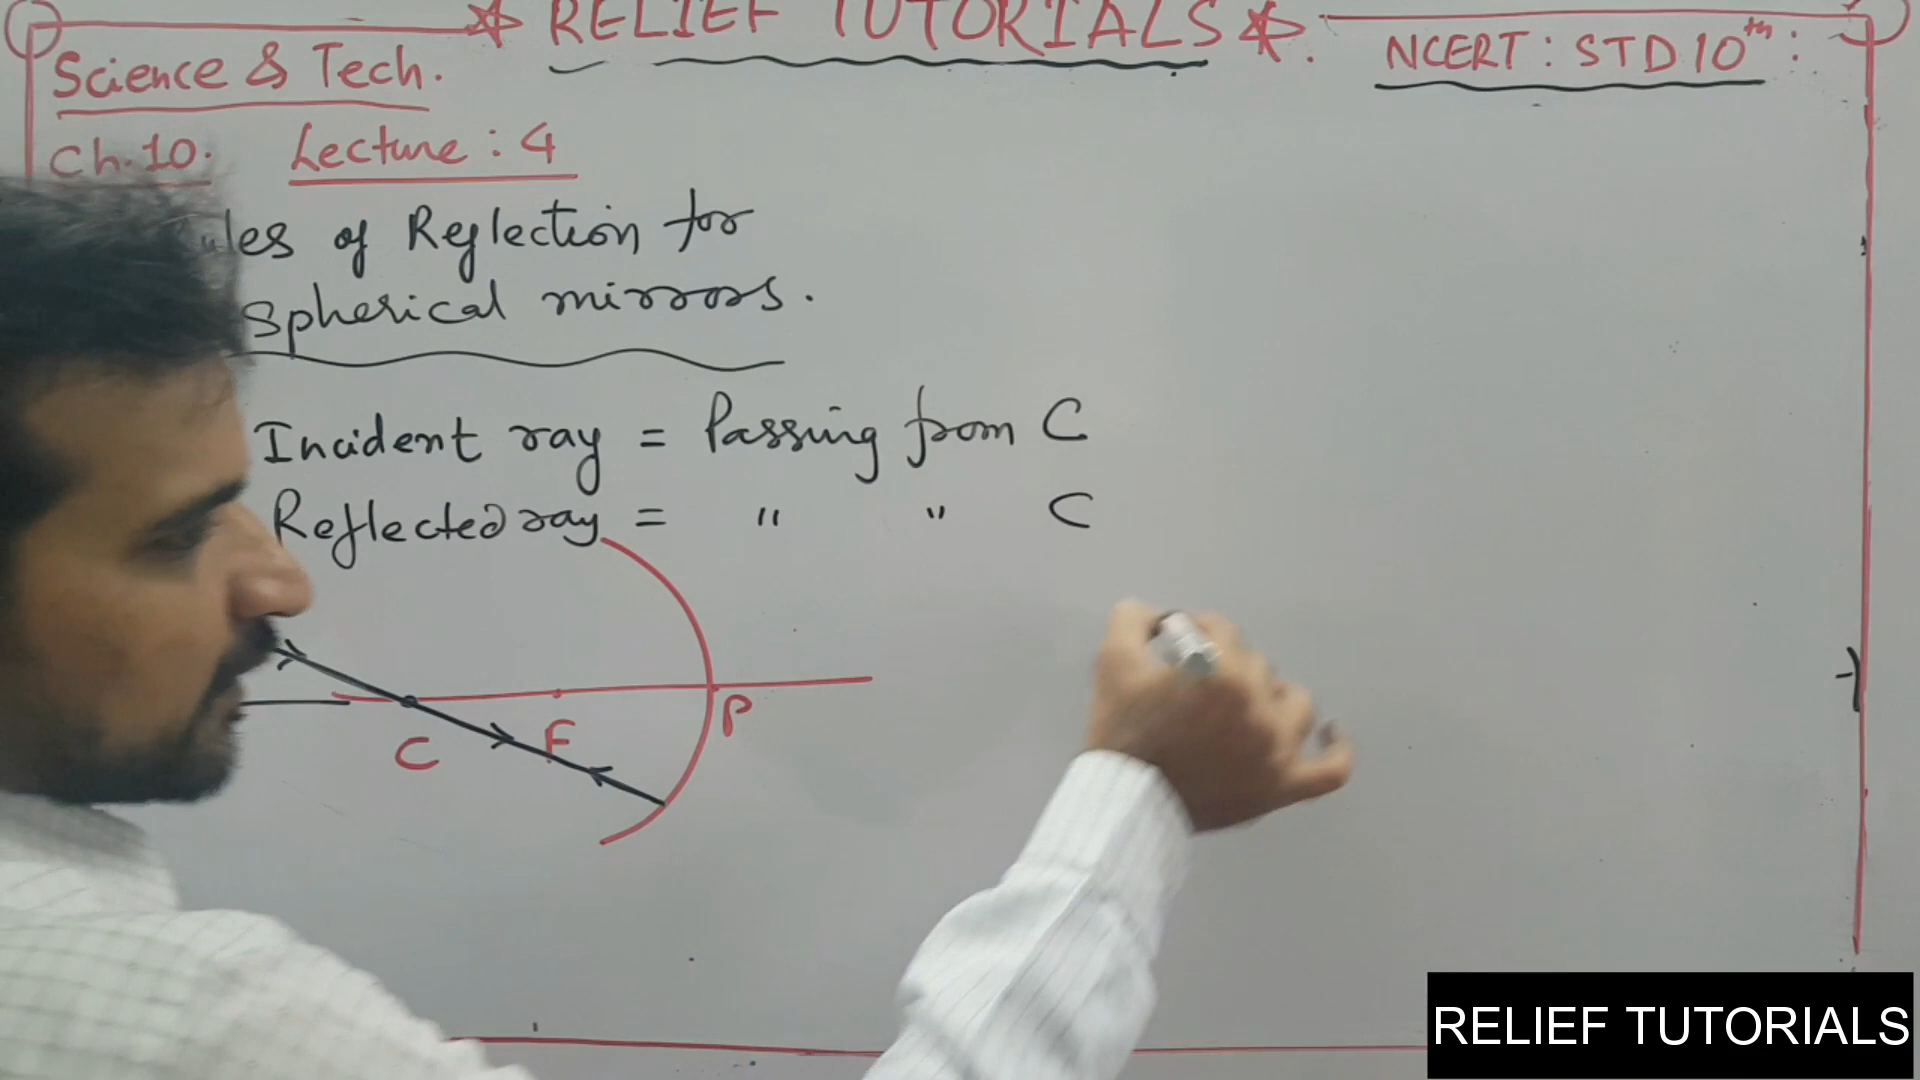 RELIEF TUTORIALS
NCERT : STD 10th :
Science & Tech.
Ch. 10. Lecture : 4
of Reflection for
Spherical mirrors.
Incident ray = Passing from C
Reflected ray = " " C
C F P
RELIEF TUTORIALS